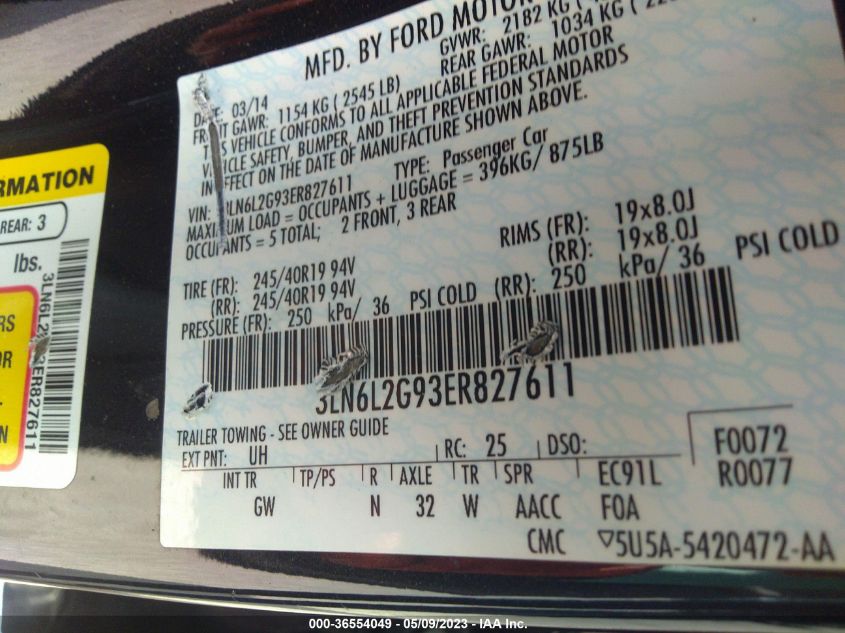 MFD. BY FORD MOTOR
GVWR: 2182 KG
DATE: 03/14
REAR GAWR: 1034 KG
FRONT GAWR: 1154 KG ( 2545 LB)
THIS VEHICLE CONFORMS TO ALL APPLICABLE FEDERAL MOTOR
VEHICLE SAFETY, BUMPER, AND THEFT PREVENTION STANDARDS
IN EFFECT ON THE DATE OF MANUFACTURE SHOWN ABOVE.
VIN: 3LN6L2G93ER827611 TYPE: Passenger Car
MAXIMUM LOAD = OCCUPANTS + LUGGAGE = 396KG/ 875LB
OCCUPANTS = 5 TOTAL; 2 FRONT, 3 REAR
TIRE (FR): 245/40R19 94V RIMS (FR): 19x8.0J
(RR): 245/40R19 94V (RR): 19x8.0J
PRESSURE (FR): 250 kPa/ 36 PSI COLD (RR): 250 kPa/ 36 PSI COLD
3LN6L2G93ER827611
TRAILER TOWING - SEE OWNER GUIDE
EXT PNT: UH RC: 25 DSO: F0072
INT TR TP/PS R AXLE TR SPR EC91L R0077
GW N 32 W AACC FOA
CMC ▽5U5A-5420472-AA
RMATION
REAR: 3
lbs.
RS
OR
N
3LN6L2G93ER827611
000-36554049 - 05/09/2023 - IAA Inc.